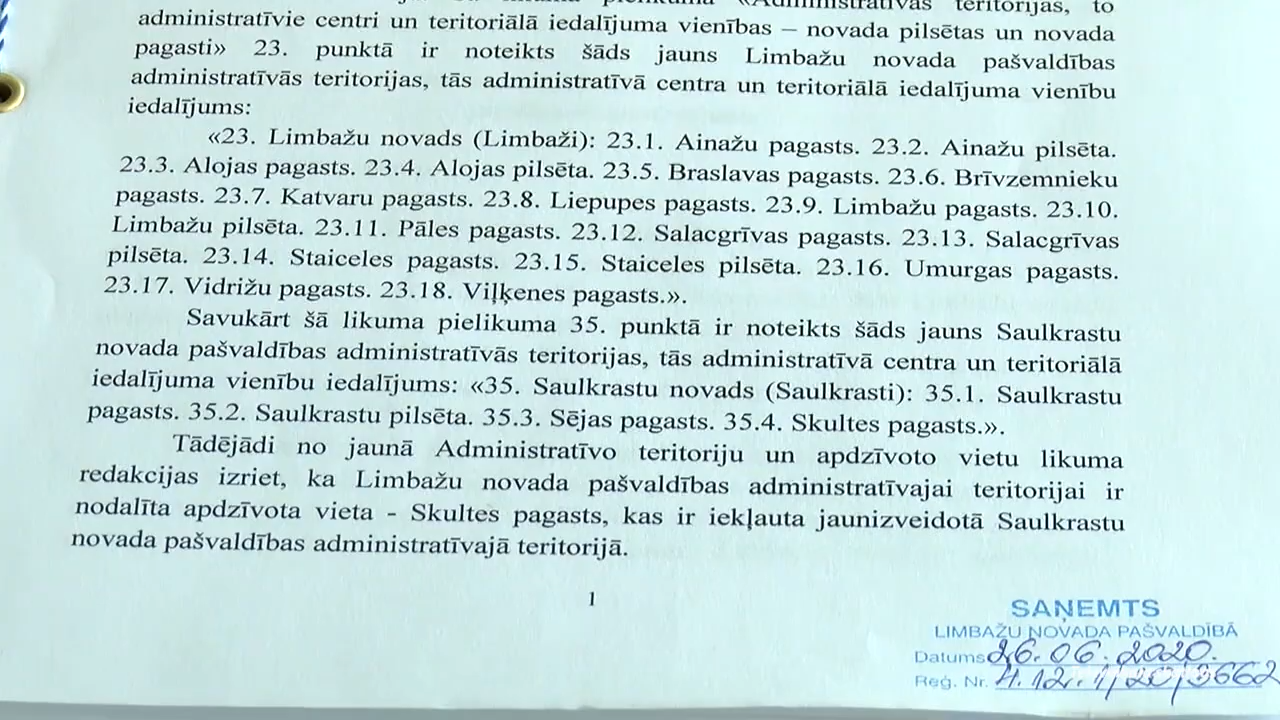 administratīvās teritorijas, to
administratīvie centri un teritoriālā iedalījuma vienības – novada pilsētas un novada
pagasti» 23. punktā ir noteikts šāds jauns Limbažu novada pašvaldības
administratīvās teritorijas, tās administratīvā centra un teritoriālā iedalījuma vienību
iedalījums:
«23. Limbažu novads (Limbaži): 23.1. Ainažu pagasts. 23.2. Ainažu pilsēta.
23.3. Alojas pagasts. 23.4. Alojas pilsēta. 23.5. Braslavas pagasts. 23.6. Brīvzemnieku
pagasts. 23.7. Katvaru pagasts. 23.8. Liepupes pagasts. 23.9. Limbažu pagasts. 23.10.
Limbažu pilsēta. 23.11. Pāles pagasts. 23.12. Salacgrīvas pagasts. 23.13. Salacgrīvas
pilsēta. 23.14. Staiceles pagasts. 23.15. Staiceles pilsēta. 23.16. Umurgas pagasts.
23.17. Vidrižu pagasts. 23.18. Viļķenes pagasts.».
Savukārt šā likuma pielikuma 35. punktā ir noteikts šāds jauns Saulkrastu
novada pašvaldības administratīvās teritorijas, tās administratīvā centra un teritoriālā
iedalījuma vienību iedalījums: «35. Saulkrastu novads (Saulkrasti): 35.1. Saulkrastu
pagasts. 35.2. Saulkrastu pilsēta. 35.3. Sējas pagasts. 35.4. Skultes pagasts.».
Tādējādi no jaunā Administratīvo teritoriju un apdzīvoto vietu likuma
redakcijas izriet, ka Limbažu novada pašvaldības administratīvajai teritorijai ir
nodalīta apdzīvota vieta - Skultes pagasts, kas ir iekļauta jaunizveidotā Saulkrastu
novada pašvaldības administratīvajā teritorijā.
1
SAŅEMTS
LIMBAŽU NOVADA PAŠVALDĪBĀ
Datums 26.06.2020.
Reģ. Nr. 4.12.1/20/3662